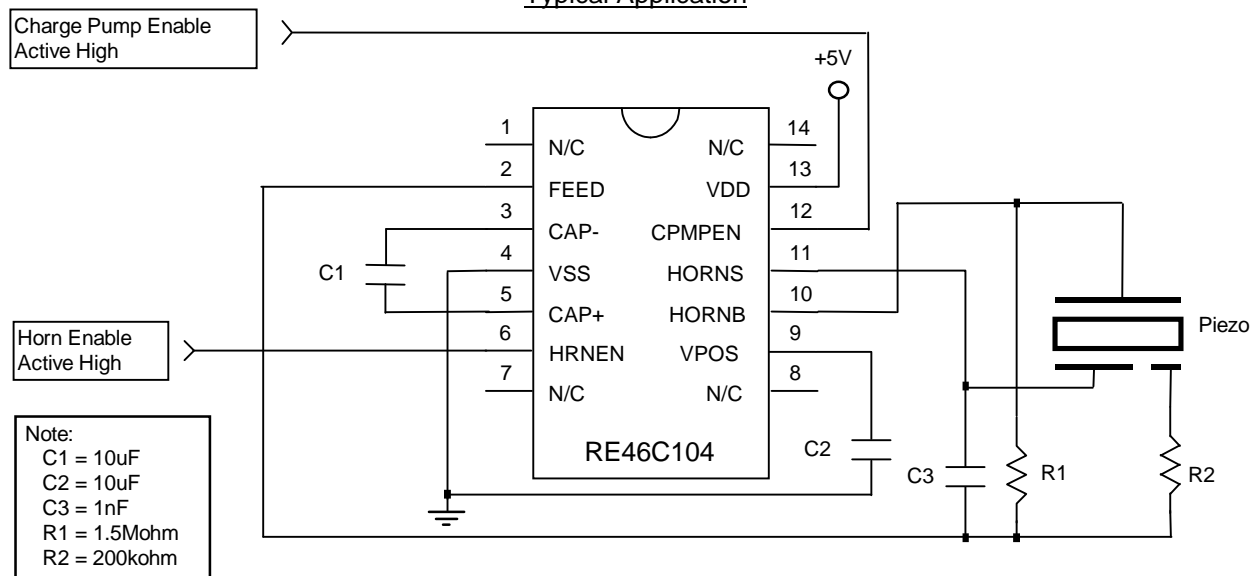 Typical Application
Charge Pump Enable
Active High
+5V
1
N/C
2
FEED
3
CAP-
4
VSS
5
CAP+
6
HRNEN
7
N/C
14
N/C
13
VDD
12
CPMPEN
11
HORNS
10
HORNB
9
VPOS
8
N/C
RE46C104
C1
Horn Enable
Active High
Piezo
C2
C3
R1
R2
Note:
C1 = 10uF
C2 = 10uF
C3 = 1nF
R1 = 1.5Mohm
R2 = 200kohm